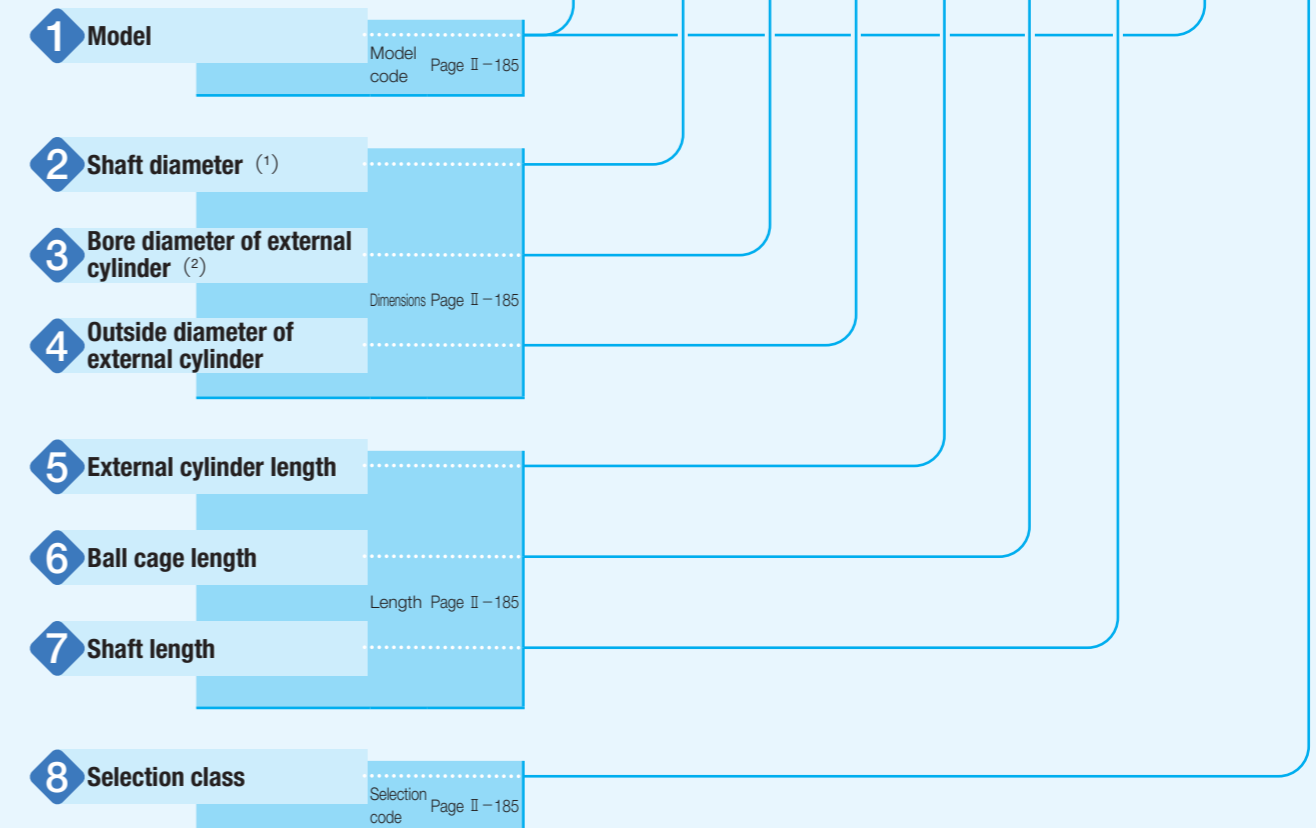 1 Model
Model
code
Page Ⅱ−185
2 Shaft diameter (¹)
3 Bore diameter of external
cylinder (²)
Dimensions Page Ⅱ−185
4 Outside diameter of
external cylinder
5 External cylinder length
6 Ball cage length
Length Page Ⅱ−185
7 Shaft length
8 Selection class
Selection
code
Page Ⅱ−185